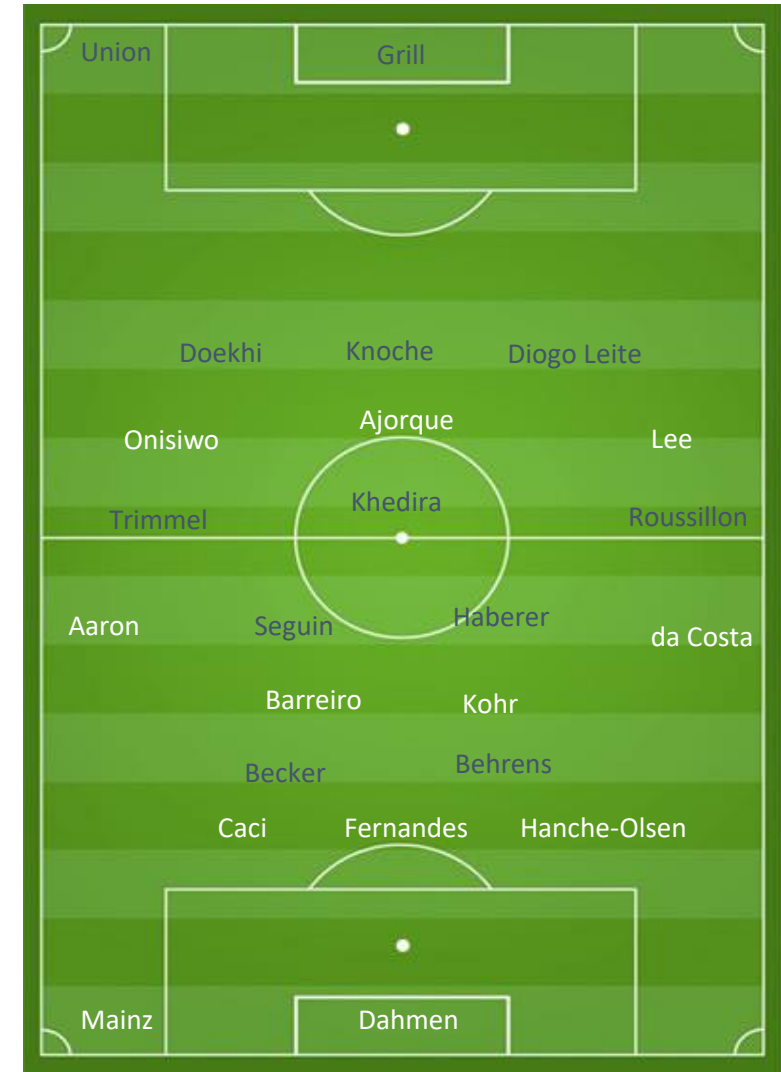 Union Grill
Doekhi Knoche Diogo Leite
Ajorque
Onisiwo Lee
Khedira
Trimmel Roussillon
Aaron Seguin Haberer da Costa
Barreiro Kohr
Becker Behrens
Caci Fernandes Hanche-Olsen
Mainz Dahmen